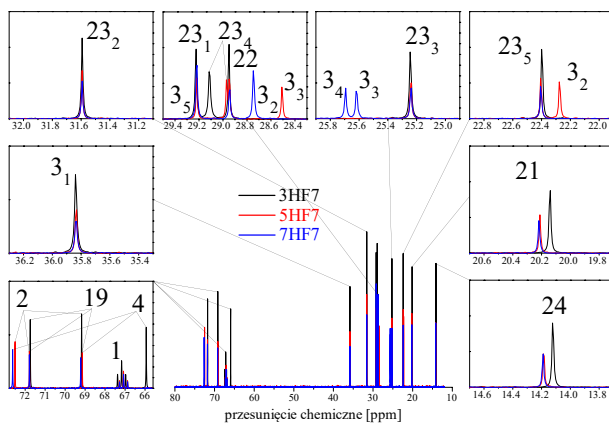 23₂
32.0 31.8 31.6 31.4 31.2
23 1 23₄
3₅ 22 3₂ 3₃
29.4 29.2 29.0 28.8 28.6 28.4
23₃
3₄ 3₃
25.8 25.6 25.4 25.2 25.0
23₅ 3₂
22.8 22.6 22.4 22.2 22.0
3₁
36.2 36.0 35.8 35.6 35.4
3HF7
5HF7
7HF7
21
20.6 20.4 20.2 20.0 19.8
2 19 4
1
72 71 70 69 68 67 66
80 70 60 50 40 30 20 10
przesunięcie chemiczne [ppm]
24
14.6 14.4 14.2 14.0 13.8